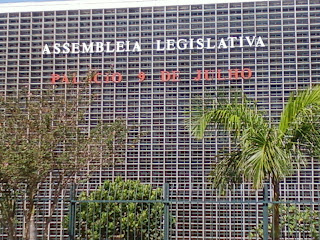 ASSEMBLEIA LEGISLATIVA
PALÁCIO 9 DE JULHO